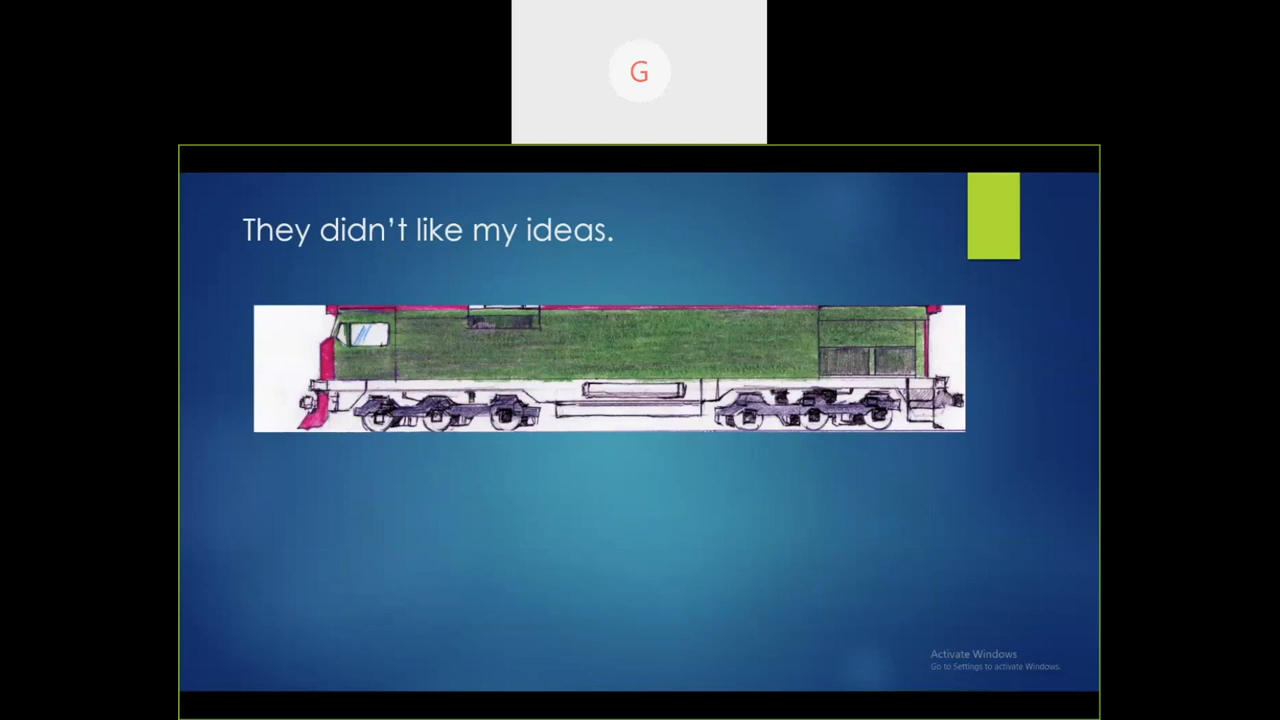 G
They didn't like my ideas.
Activate Windows
Go to Settings to activate Windows.